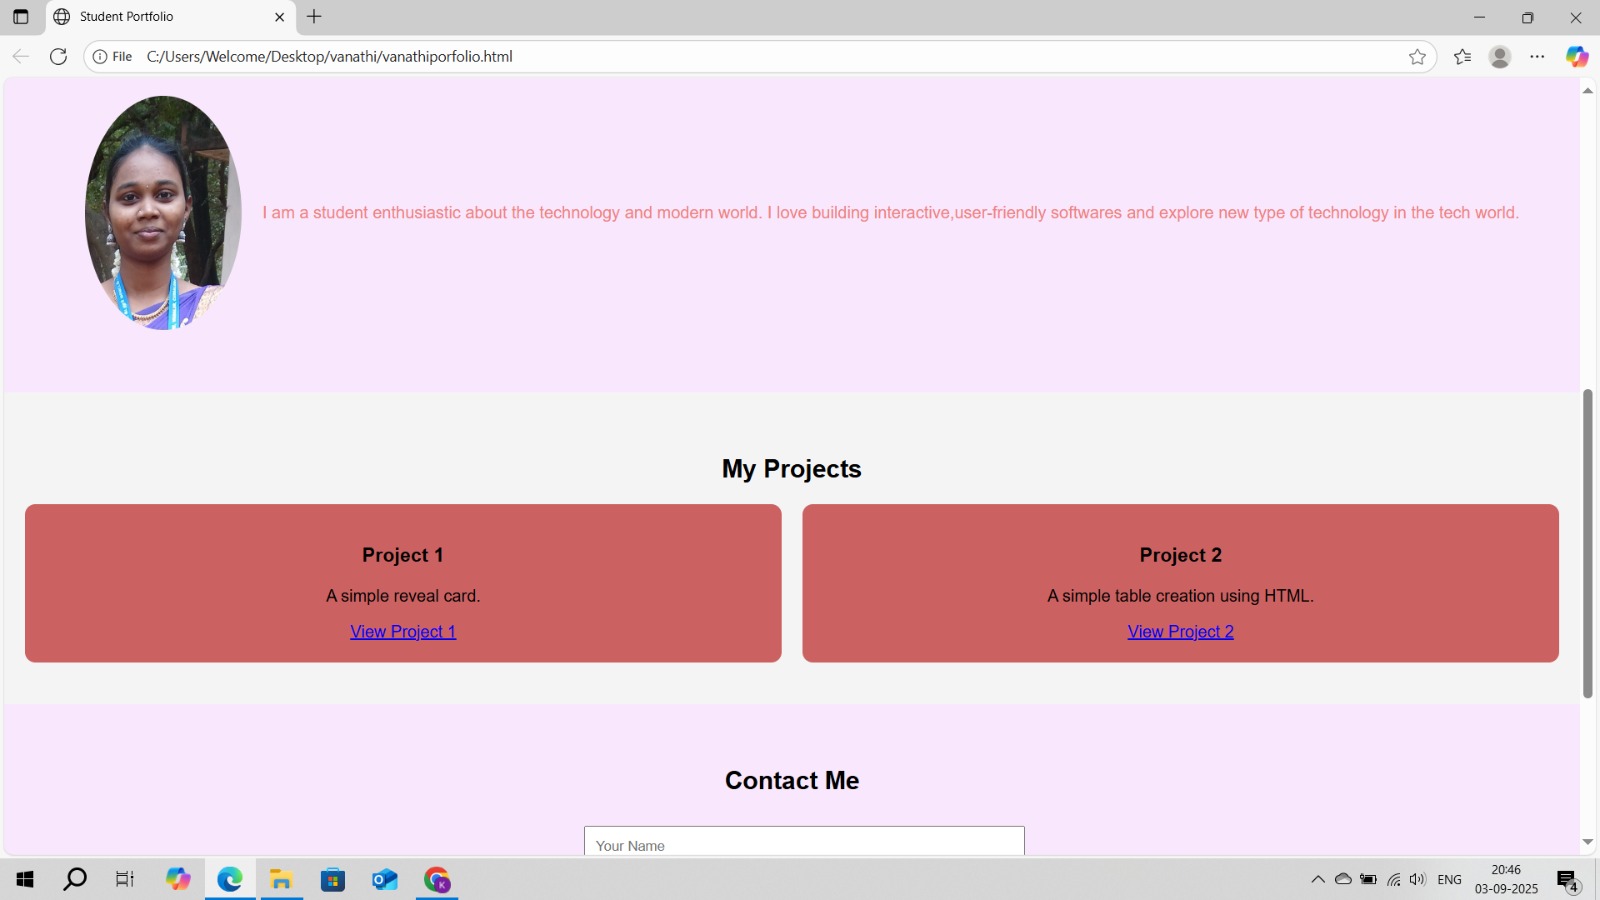 Student Portfolio
File C:/Users/Welcome/Desktop/vanathi/vanathiporfolio.html
I am a student enthusiastic about the technology and modern world. I love building interactive,user-friendly softwares and explore new type of technology in the tech world.
My Projects
Project 1
A simple reveal card.
View Project 1
Project 2
A simple table creation using HTML.
View Project 2
Contact Me
Your Name
K
ENG
20:46
03-09-2025
4